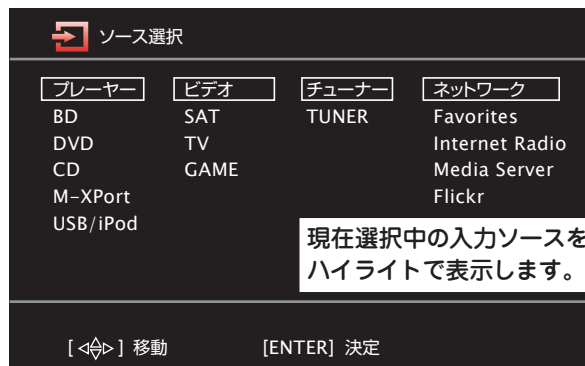 ソース選択
プレーヤー ビデオ チューナー ネットワーク
BD SAT TUNER Favorites
DVD TV Internet Radio
CD GAME Media Server
M-XPort Flickr
USB/iPod
現在選択中の入力ソースを
ハイライトで表示します。
[◁△▽▷] 移動 [ENTER] 決定